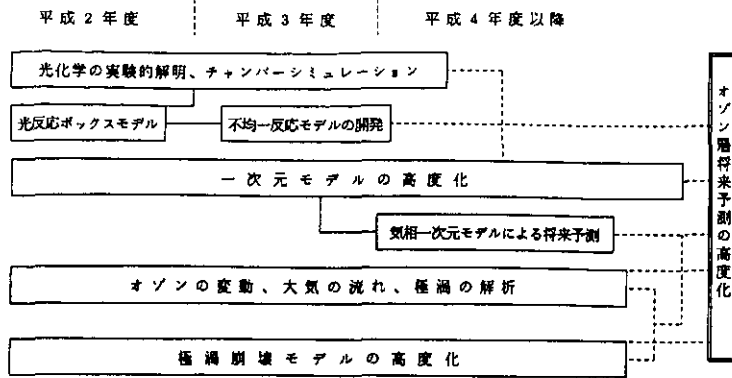 平成2年度
平成3年度
平成4年度以降
光化学の実験的解明、チャンバーシミュレーション
光反応ボックスモデル
不均一反応モデルの開発
一次元モデルの高度化
気相一次元モデルによる将来予測
オゾンの変動、大気の流れ、極渦の解析
極渦崩壊モデルの高度化
オゾン層将来予測の高度化